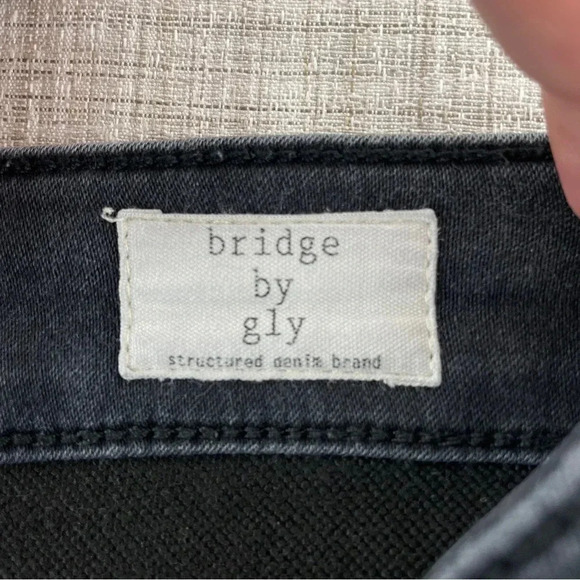 bridge
by
gly
structured denim brand